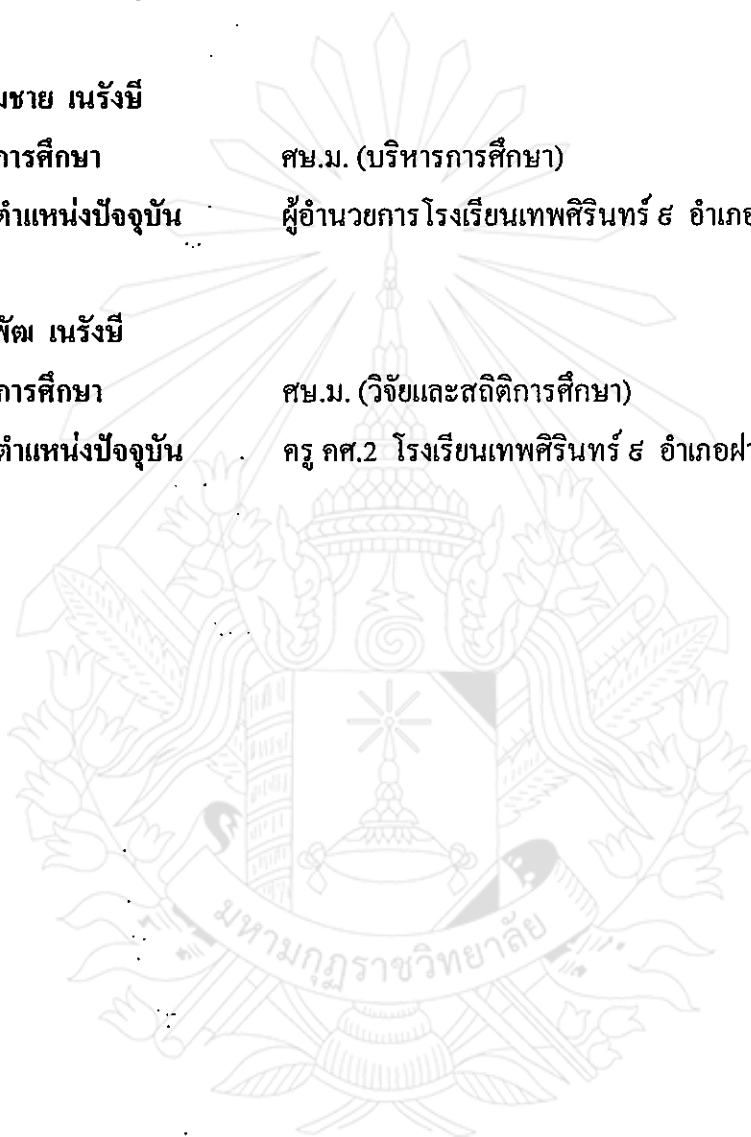 มชาย เนรังษี
การศึกษา ศษ.ม. (บริหารการศึกษา)
ตำแหน่งปัจจุบัน ผู้อำนวยการโรงเรียนเทพศิรินทร์ ๙ อำเภอ
พัฒ เนรังษี
การศึกษา ศษ.ม. (วิจัยและสถิติการศึกษา)
ตำแหน่งปัจจุบัน ครู คศ.2 โรงเรียนเทพศิรินทร์ ๙ อำเภอฝา
มหามกุฏราชวิทยาลัย